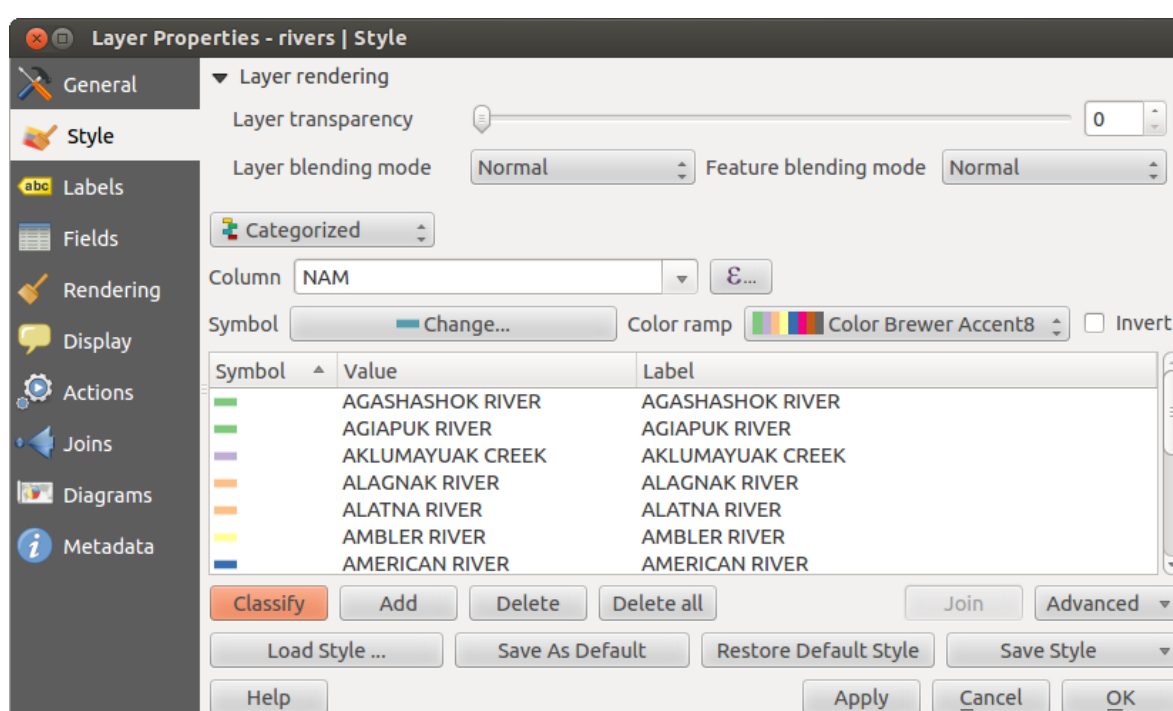 Layer Properties - rivers | Style
General
Style
abc Labels
Fields
Rendering
Display
Actions
Joins
Diagrams
i Metadata
Layer rendering
Layer transparency 0
Layer blending mode Normal Feature blending mode Normal
Categorized
Column NAM ε...
Symbol Change... Color ramp Color Brewer Accent8 Invert
Symbol Value Label
AGASHASHOK RIVER AGASHASHOK RIVER
AGIAPUK RIVER AGIAPUK RIVER
AKLUMAYUAK CREEK AKLUMAYUAK CREEK
ALAGNAK RIVER ALAGNAK RIVER
ALATNA RIVER ALATNA RIVER
AMBLER RIVER AMBLER RIVER
AMERICAN RIVER AMERICAN RIVER
Classify Add Delete Delete all Join Advanced
Load Style ... Save As Default Restore Default Style Save Style
Help Apply Cancel OK